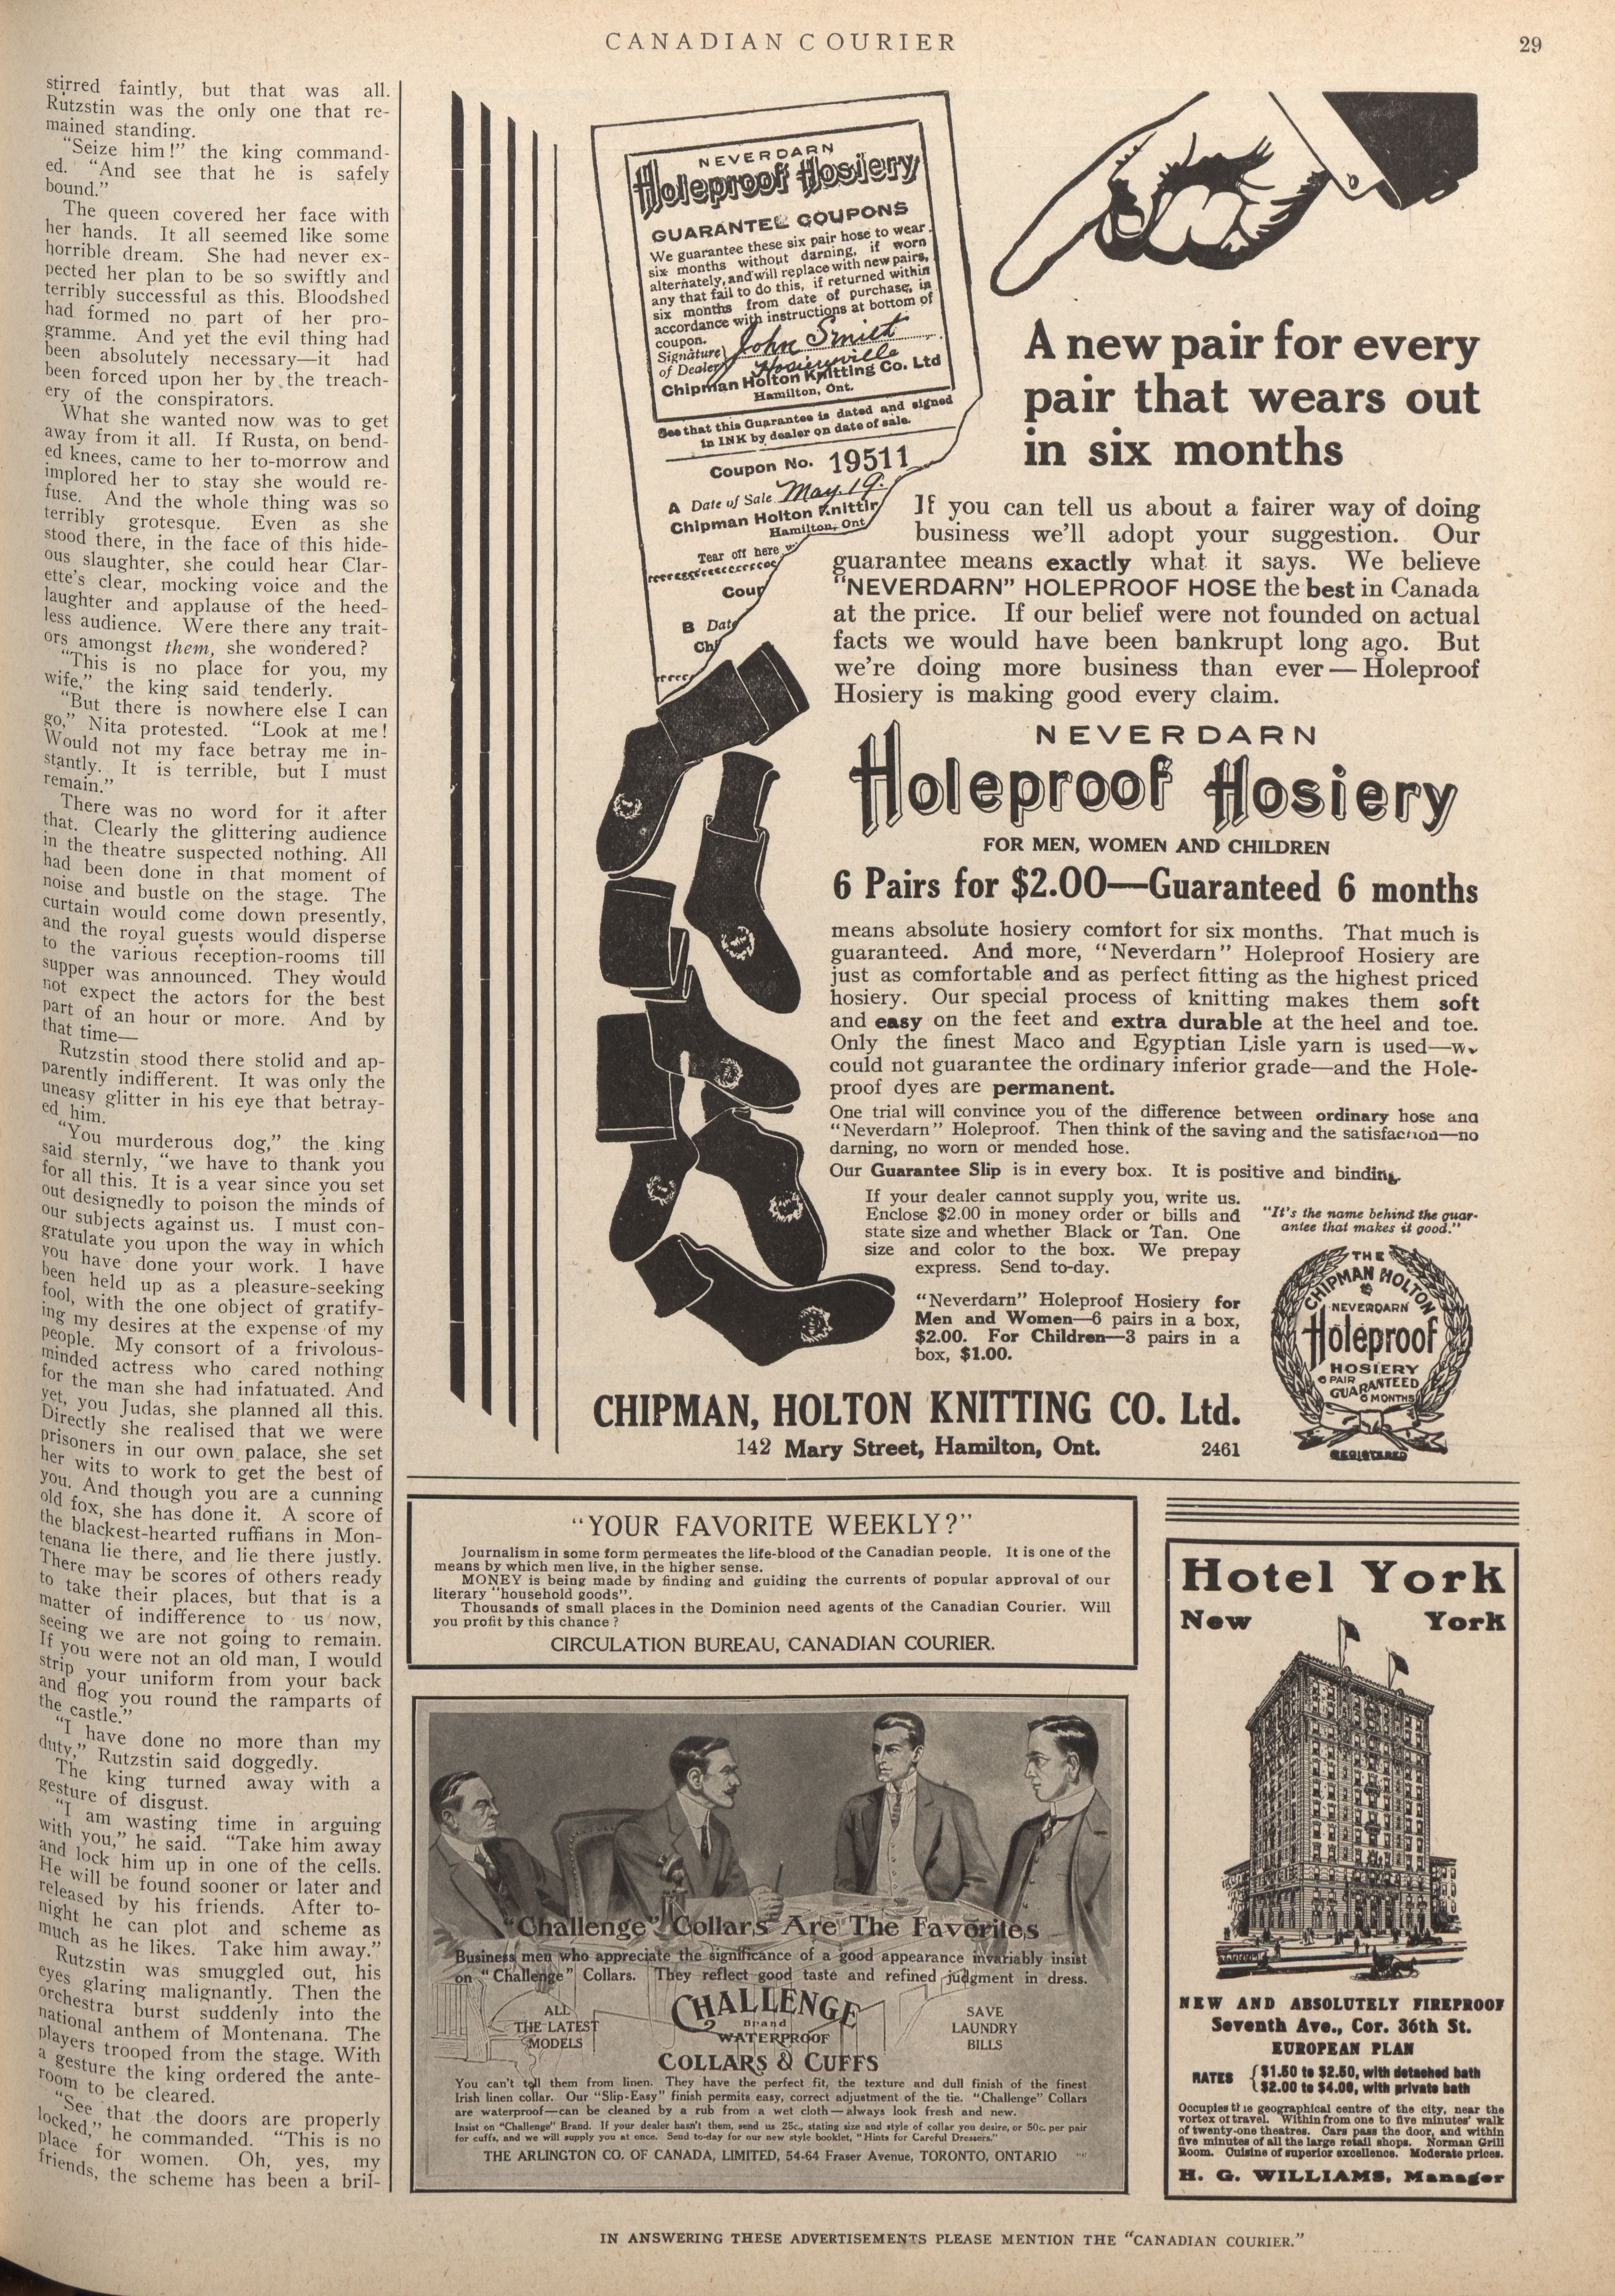 CANADIAN COURIER
29
stirred faintly, but that was all.
Rutzstin was the only one that re-
mained standing.
"Seize him!" the king command-
ed. "And see that he is safely
bound."
The queen covered her face with
her hands. It all seemed like some
horrible dream. She had never ex-
pected her plan to be so swiftly and
terribly successful as this. Bloodshed
had formed no part of her pro-
gramme. And yet the evil thing had
been absolutely necessary—it had
been forced upon her by the treach-
ery of the conspirators.
What she wanted now was to get
away from it all. If Rusta, on bend-
ed knees, came to her to-morrow and
implored her to stay she would re-
fuse. And the whole thing was so
terribly grotesque. Even as she
stood there, in the face of this hide-
ous slaughter, she could hear Clar-
ette's clear, mocking voice and the
laughter and applause of the heed-
less audience. Were there any trait-
ors amongst them, she wondered?
"This is no place for you, my
wife," the king said tenderly.
"But there is nowhere else I can
go," Nita protested. "Look at me!
Would not my face betray me in-
stantly. It is terrible, but I must
remain."
There was no word for it after
that. Clearly the glittering audience
in the theatre suspected nothing. All
had been done in that moment of
noise and bustle on the stage. The
curtain would come down presently,
and the royal guests would disperse
to the various reception-rooms till
supper was announced. They would
not expect the actors for the best
part of an hour or more. And by
that time—
Rutzstin stood there stolid and ap-
parently indifferent. It was only the
uneasy glitter in his eye that betray-
ed him.
"You murderous dog," the king
said sternly, "we have to thank you
for all this. It is a year since you set
out designedly to poison the minds of
our subjects against us. I must con-
gratulate you upon the way in which
you have done your work. I have
been held up as a pleasure-seeking
fool, with the one object of gratify-
ing my desires at the expense of my
people. My consort of a frivolous-
minded actress who cared nothing
for the man she had infatuated. And
yet, you Judas, she planned all this.
Directly she realised that we were
prisoners in our own palace, she set
her wits to work to get the best of
you. And though you are a cunning
old fox, she has done it. A score of
the blackest-hearted ruffians in Mon-
tenana lie there, and lie there justly.
There may be scores of others ready
to take their places, but that is a
matter of indifference to us now,
seeing we are not going to remain.
If you were not an old man, I would
strip your uniform from your back
and flog you round the ramparts of
the castle."
"I have done no more than my
duty," Rutzstin said doggedly.
The king turned away with a
gesture of disgust.
"I am wasting time in arguing
with you," he said. "Take him away
and lock him up in one of the cells.
He will be found sooner or later and
released by his friends. After to-
night he can plot and scheme as
much as he likes. Take him away."
Rutzstin was smuggled out, his
eyes glaring malignantly. Then the
orchestra burst suddenly into the
national anthem of Montenana. The
players trooped from the stage. With
a gesture the king ordered the ante-
room to be cleared.
"See that the doors are properly
locked," he commanded. "This is no
place for women. Oh, yes, my
friends, the scheme has been a bril-
NEVERDARN
Holeproof Hosiery
GUARANTEE COUPONS
We guarantee these six pair hose to wear
six months without darning, if worn
alternately, and will replace with new pairs,
any that fail to do this, if returned within
six months from date of purchase, in
accordance with instructions at bottom of
coupon.
Signature of Dealer } John Smith
Hosieryville
Chipman Holton Knitting Co. Ltd
Hamilton, Ont.
See that this Guarantee is dated and signed
in INK by dealer on date of sale.
Coupon No. 19511
A Date of Sale May. 19.
Chipman Holton Knittin
Hamilton, Ont
Tear off here w
Coup
B Date
Chi
A new pair for every
pair that wears out
in six months
If you can tell us about a fairer way of doing
business we'll adopt your suggestion. Our
guarantee means exactly what it says. We believe
"NEVERDARN" HOLEPROOF HOSE the best in Canada
at the price. If our belief were not founded on actual
facts we would have been bankrupt long ago. But
we're doing more business than ever — Holeproof
Hosiery is making good every claim.
NEVERDARN
Holeproof Hosiery
FOR MEN, WOMEN AND CHILDREN
6 Pairs for $2.00—Guaranteed 6 months
means absolute hosiery comfort for six months. That much is
guaranteed. And more, "Neverdarn" Holeproof Hosiery are
just as comfortable and as perfect fitting as the highest priced
hosiery. Our special process of knitting makes them soft
and easy on the feet and extra durable at the heel and toe.
Only the finest Maco and Egyptian Lisle yarn is used—we
could not guarantee the ordinary inferior grade—and the Hole-
proof dyes are permanent.
One trial will convince you of the difference between ordinary hose and
"Neverdarn" Holeproof. Then think of the saving and the satisfaction—no
darning, no worn or mended hose.
Our Guarantee Slip is in every box. It is positive and binding.
If your dealer cannot supply you, write us.
Enclose $2.00 in money order or bills and
state size and whether Black or Tan. One
size and color to the box. We prepay
express. Send to-day.
"Neverdarn" Holeproof Hosiery for
Men and Women—6 pairs in a box,
$2.00. For Children—3 pairs in a
box, $1.00.
"It's the name behind the guar-
antee that makes it good."
THE
CHIPMAN HOLTON
NEVERDARN
Holeproof
HOSIERY
6 PAIR GUARANTEED
6 MONTHS
REGISTERED
CHIPMAN, HOLTON KNITTING CO. Ltd.
142 Mary Street, Hamilton, Ont. 2461
"YOUR FAVORITE WEEKLY?"
Journalism in some form permeates the life-blood of the Canadian people. It is one of the
means by which men live, in the higher sense.
MONEY is being made by finding and guiding the currents of popular approval of our
literary "household goods".
Thousands of small places in the Dominion need agents of the Canadian Courier. Will
you profit by this chance?
CIRCULATION BUREAU, CANADIAN COURIER.
"Challenge" Collars Are The Favorites
Business men who appreciate the significance of a good appearance invariably insist
on "Challenge" Collars. They reflect good taste and refined judgment in dress.
ALL
THE LATEST
MODELS
CHALLENGE
Brand
WATERPROOF
COLLARS & CUFFS
SAVE
LAUNDRY
BILLS
You can't tell them from linen. They have the perfect fit, the texture and dull finish of the finest
Irish linen collar. Our "Slip-Easy" finish permits easy, correct adjustment of the tie. "Challenge" Collars
are waterproof—can be cleaned by a rub from a wet cloth—always look fresh and new.
Insist on "Challenge" Brand. If your dealer hasn't them, send us 25c., stating size and style of collar you desire, or 50c. per pair
for cuffs, and we will supply you at once. Send to-day for our new style booklet, "Hints for Careful Dressers."
THE ARLINGTON CO. OF CANADA, LIMITED, 54-64 Fraser Avenue, TORONTO, ONTARIO
Hotel York
New York
NEW AND ABSOLUTELY FIREPROOF
Seventh Ave., Cor. 36th St.
EUROPEAN PLAN
RATES { $1.50 to $2.50, with detached bath
$2.00 to $4.00, with private bath
Occupies the geographical centre of the city, near the
vortex of travel. Within from one to five minutes' walk
of twenty-one theatres. Cars pass the door, and within
five minutes of all the large retail shops. Norman Grill
Room. Cuisine of superior excellence. Moderate prices.
H. G. WILLIAMS, Manager
IN ANSWERING THESE ADVERTISEMENTS PLEASE MENTION THE "CANADIAN COURIER."